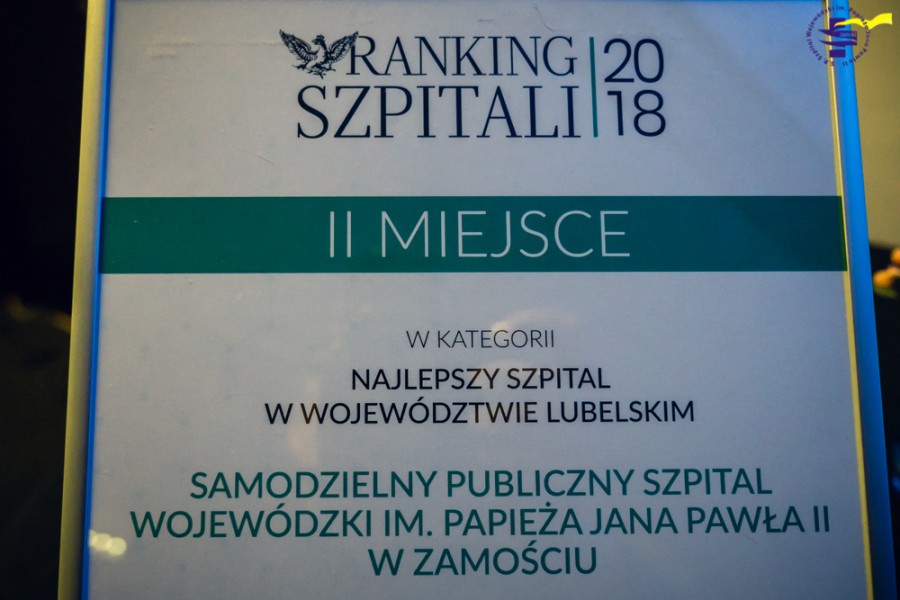 RANKING
SZPITALI
20
18
II MIEJSCE
W KATEGORII
NAJLEPSZY SZPITAL
W WOJEWÓDZTWIE LUBELSKIM
SAMODZIELNY PUBLICZNY SZPITAL
WOJEWÓDZKI IM. PAPIEŻA JANA PAWŁA II
W ZAMOŚCIU